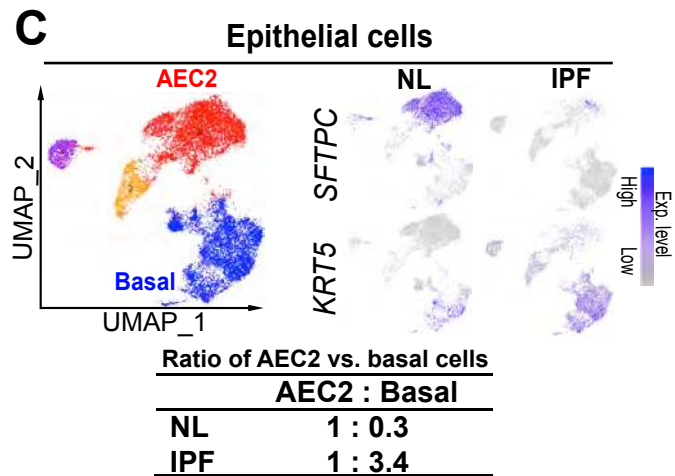 C
Epithelial cells
AEC2
NL
IPF
UMAP_2
SFTPC
KRT5
High
Low
Exp. level
Basal
UMAP_1
Ratio of AEC2 vs. basal cells
AEC2 : Basal
NL 1 : 0.3
IPF 1 : 3.4